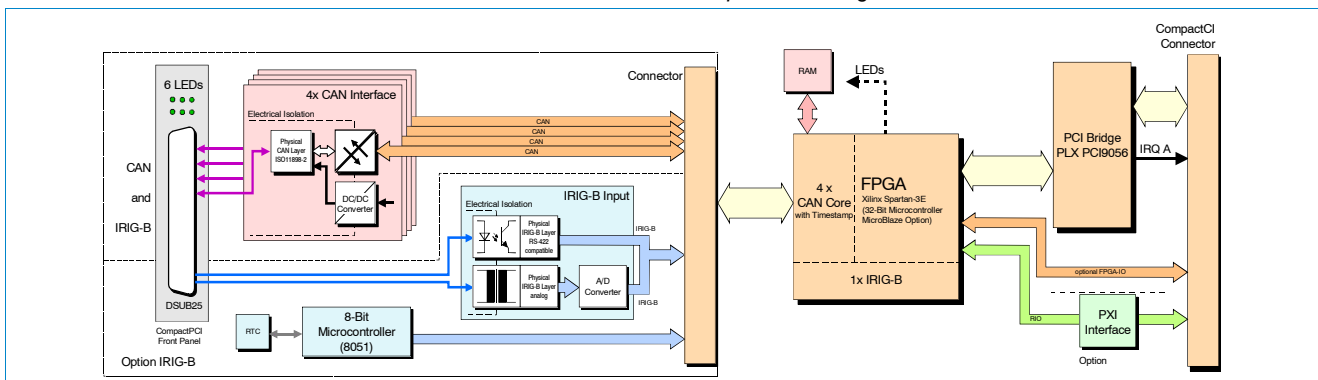 6 LEDs
CAN
and
IRIG-B
DSUB25
CompactPCI
Front Panel
Option IRIG-B
4x CAN Interface
Electrical Isolation
Physical
CAN Layer
ISO11898-2
DC/DC
Converter
CAN
CAN
CAN
CAN
Connector
IRIG-B Input
Electrical Isolation
Physical
IRIG-B Layer
RS-422
compatible
Physical
IRIG-B Layer
analog
A/D
Converter
IRIG-B
IRIG-B
RTC
8-Bit
Microcontroller
(8051)
RAM
LEDs
4 x
CAN Core
with Timestamp
FPGA
Xilinx Spartan-3E
(32-Bit Microcontroller
MicroBlaze Option)
1x IRIG-B
PCI Bridge
PLX PCI9056
IRQ A
CompactCI
Connector
optional FPGA-IO
RIO
PXI
Interface
Option